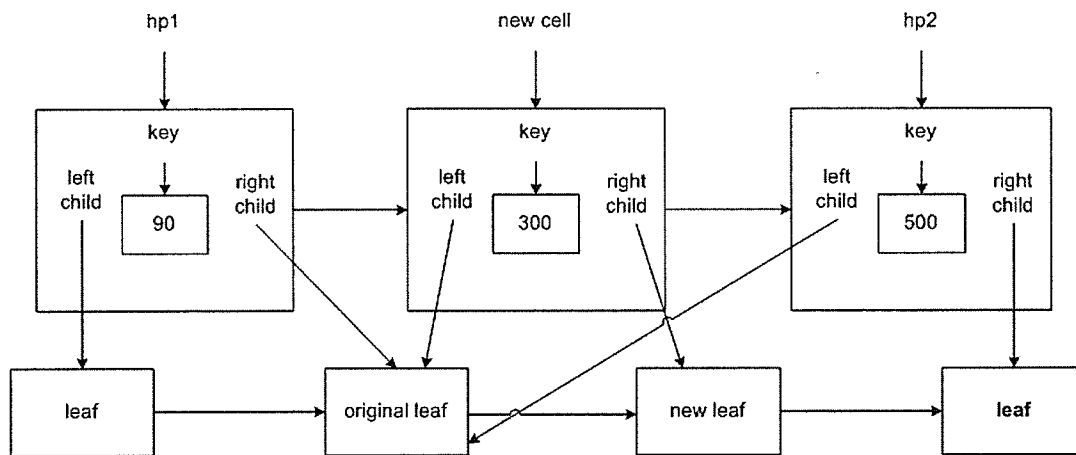 hp1
new cell
hp2
key
key
key
left
child
90
right
child
left
child
300
right
child
left
child
500
right
child
leaf
original leaf
new leaf
leaf